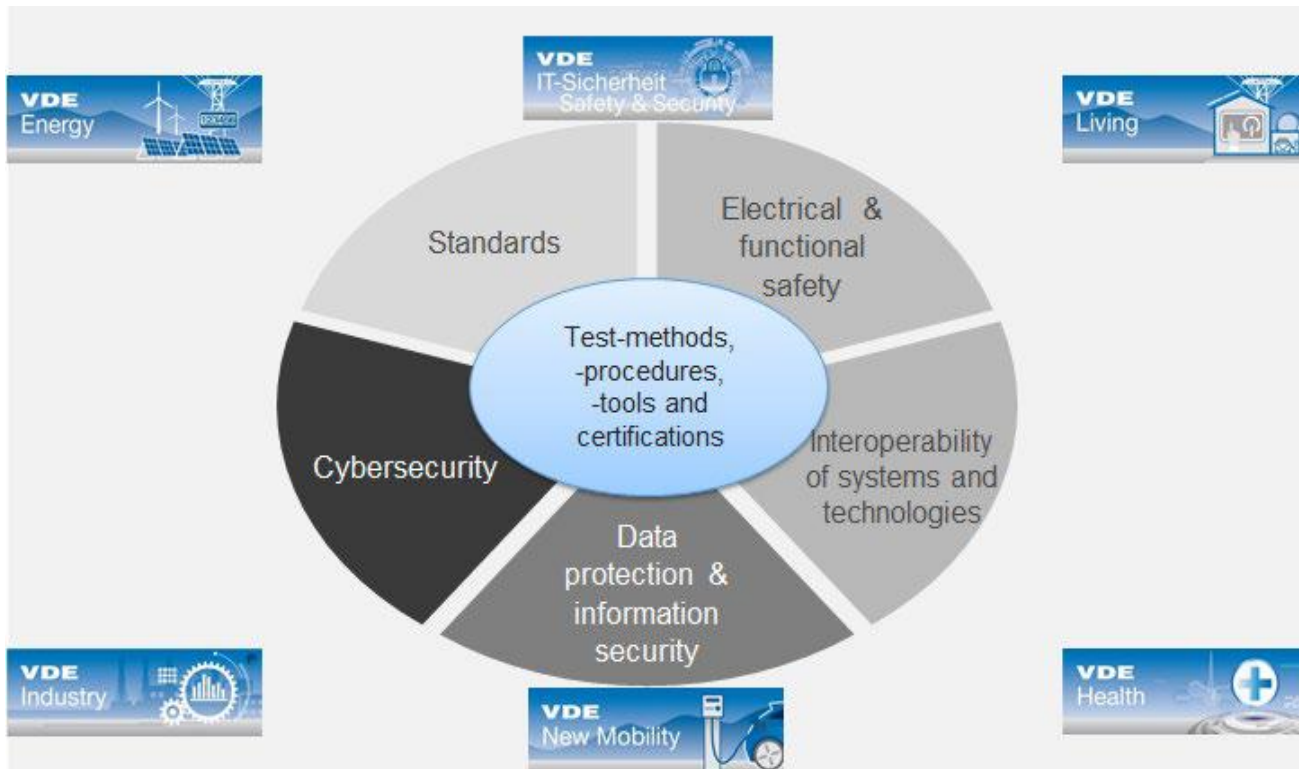 VDE
IT-Sicherheit
Safety & Security
VDE
Energy
VDE
Living
Standards
Electrical &
functional
safety
Test-methods,
-procedures,
-tools and
certifications
Cybersecurity
Interoperability
of systems and
technologies
Data
protection &
information
security
VDE
Industry
VDE
New Mobility
VDE
Health